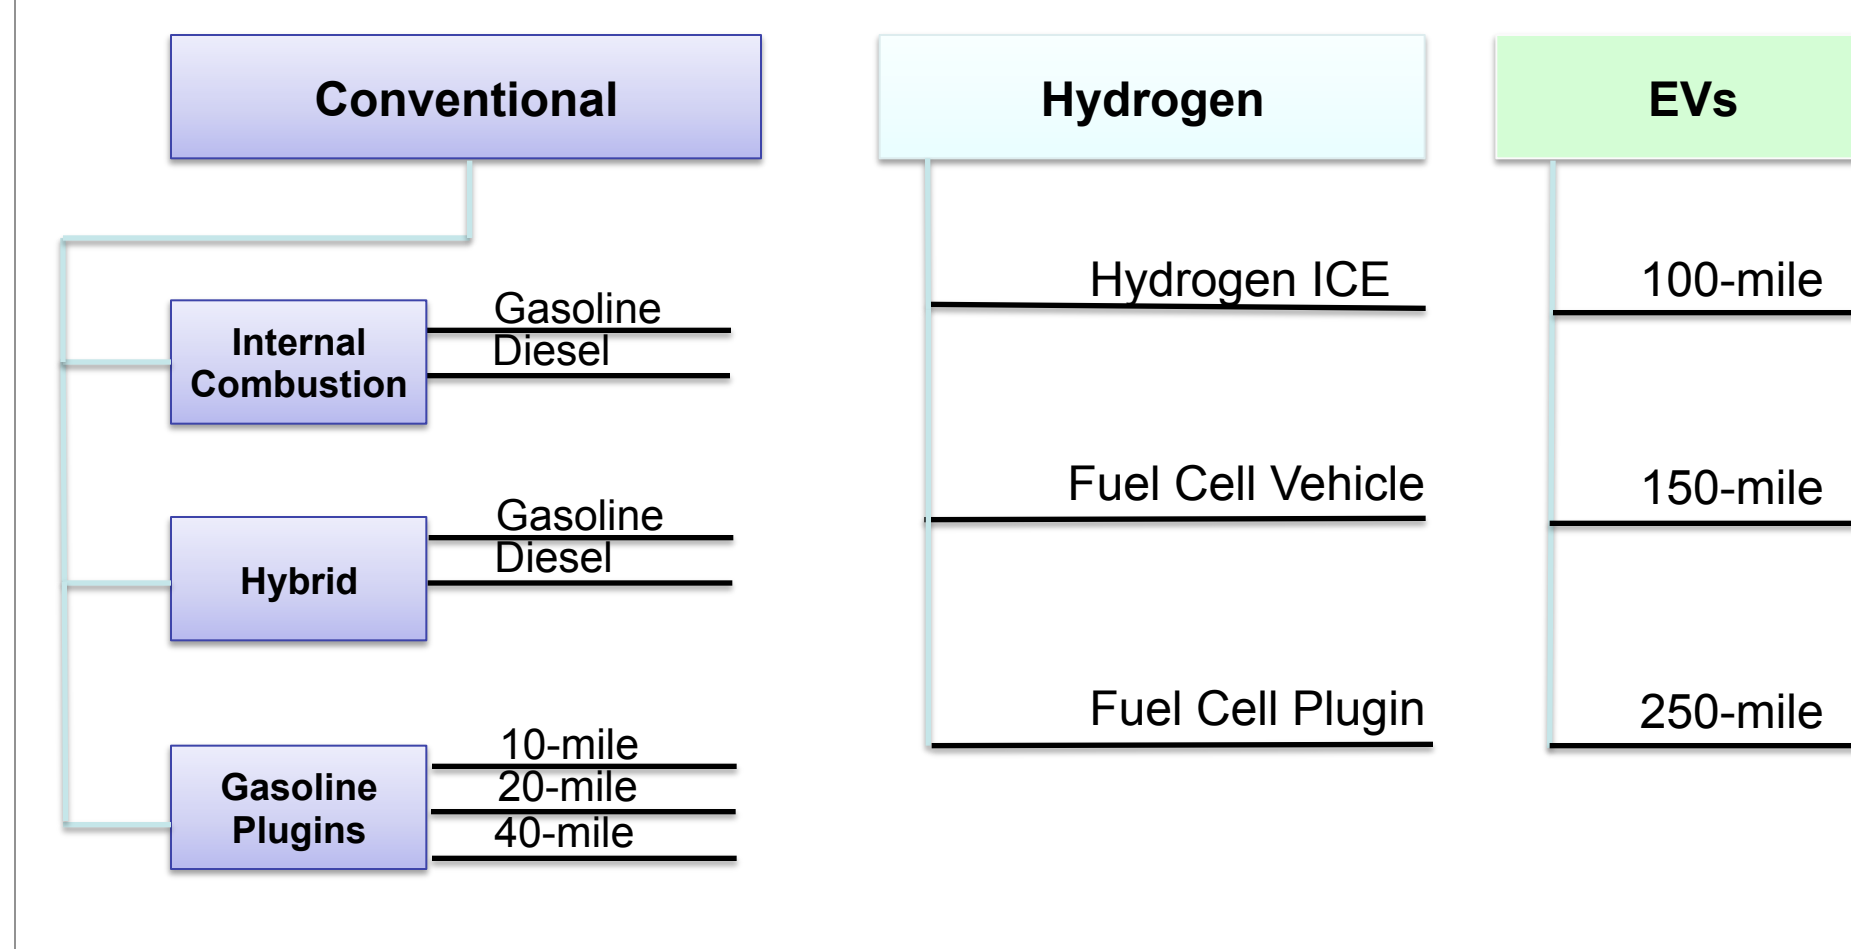 Conventional
Internal
Combustion
Gasoline
Diesel
Hybrid
Gasoline
Diesel
Gasoline
Plugins
10-mile
20-mile
40-mile
Hydrogen
Hydrogen ICE
Fuel Cell Vehicle
Fuel Cell Plugin
EVs
100-mile
150-mile
250-mile